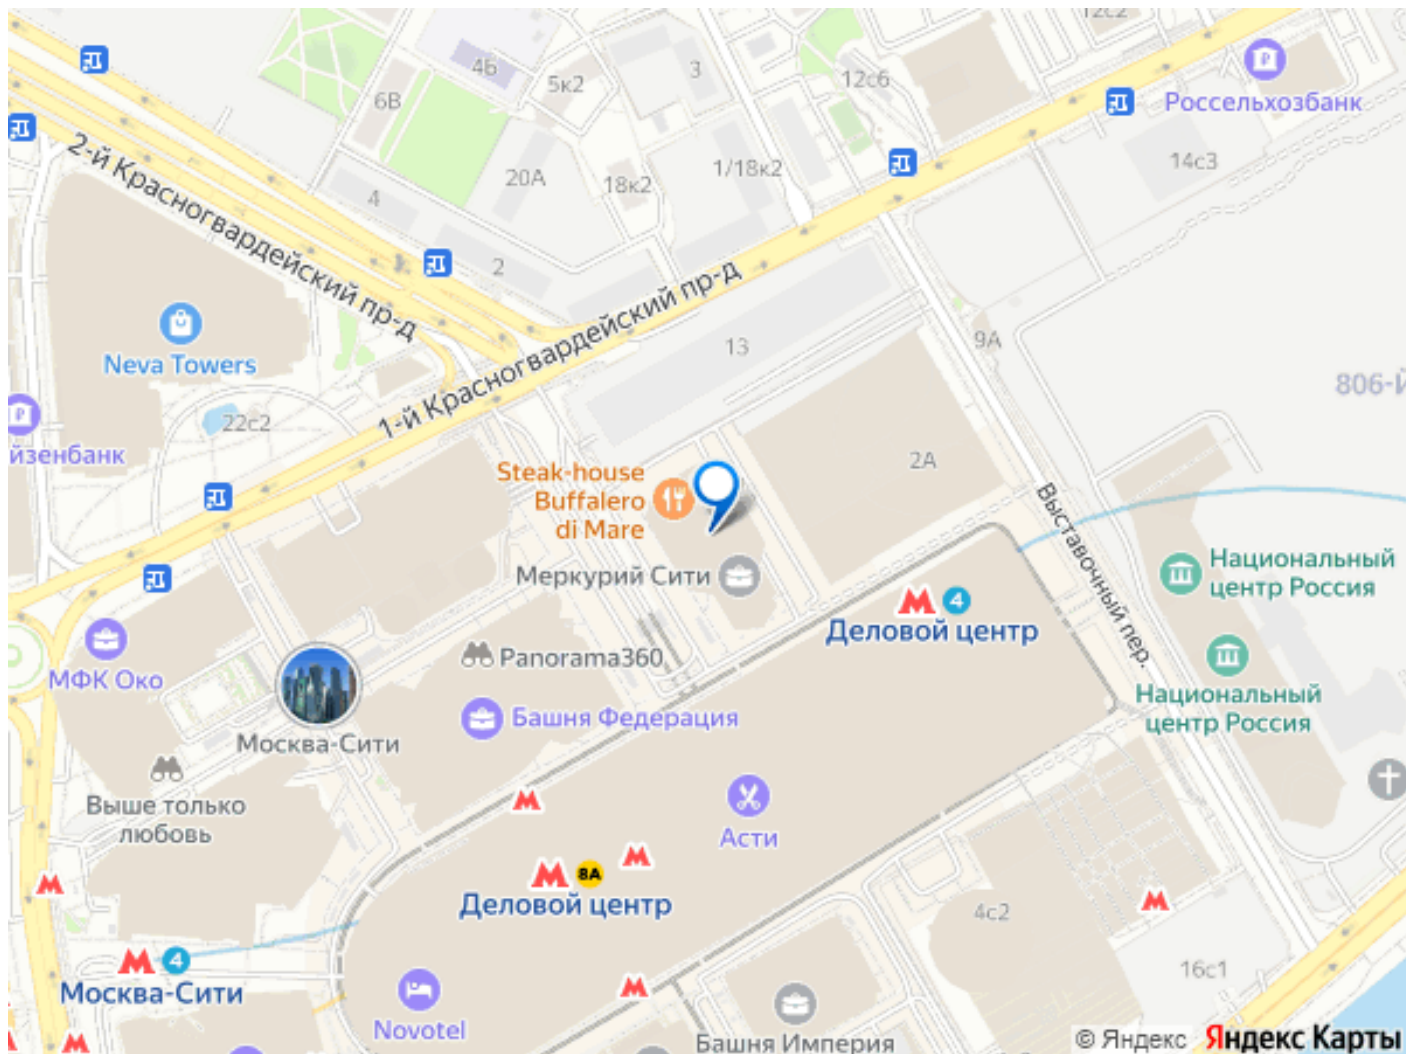 12с2
4Б
3
5к2
12с6
6В
Россельхозбанк
2-й Красногвардейский пр-д
1/18к2
14с3
20А
18к2
4
2
1-й Красногвардейский пр-д
Neva Towers
13
9А
806-Й
22с2
йзенбанк
2А
Steak-house
Buffalero
di Mare
Выставочный пер.
Меркурий Сити
Национальный
центр Россия
4
Деловой центр
МФК Око
Panorama360
Национальный
центр Россия
Башня Федерация
Москва-Сити
Выше только
любовь
Асти
8А
Деловой центр
4с2
4
Москва-Сити
16с1
Novotel
Башня Империя
© Яндекс Яндекс Карты